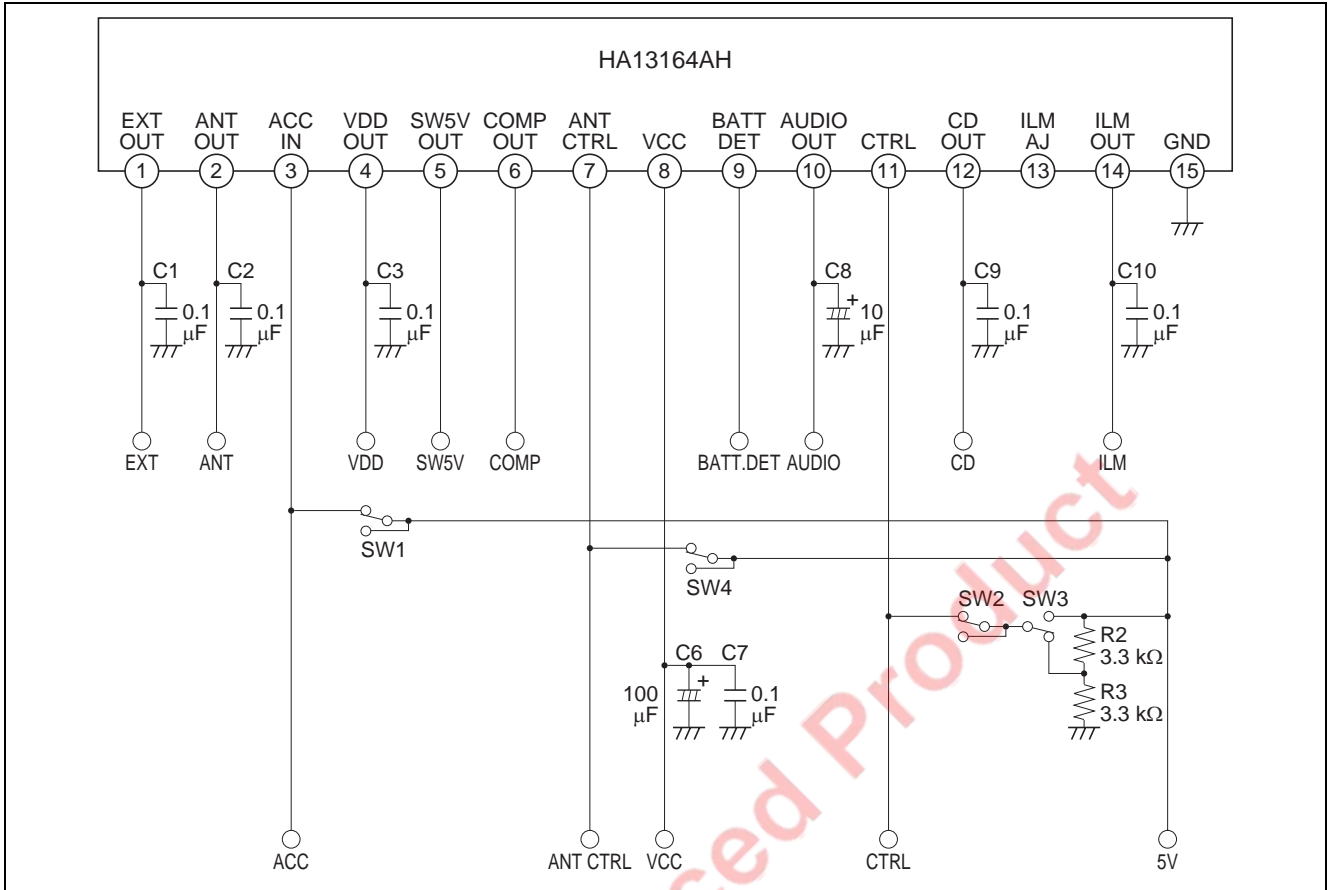 HA13164AH
EXT OUT
ANT OUT
ACC IN
VDD OUT
SW5V OUT
COMP OUT
ANT CTRL
VCC
BATT DET
AUDIO OUT
CTRL
CD OUT
ILM AJ
ILM OUT
GND
1 2 3 4 5 6 7 8 9 10 11 12 13 14 15
C1
0.1 μF
C2
0.1 μF
C3
0.1 μF
C8
+ 10 μF
C9
0.1 μF
C10
0.1 μF
EXT ANT VDD SW5V COMP BATT.DET AUDIO CD ILM
SW1
SW4
SW2 SW3
R2
3.3 kΩ
R3
3.3 kΩ
C6
100 μF +
C7
0.1 μF
ACC ANT CTRL VCC CTRL 5V
ced Product